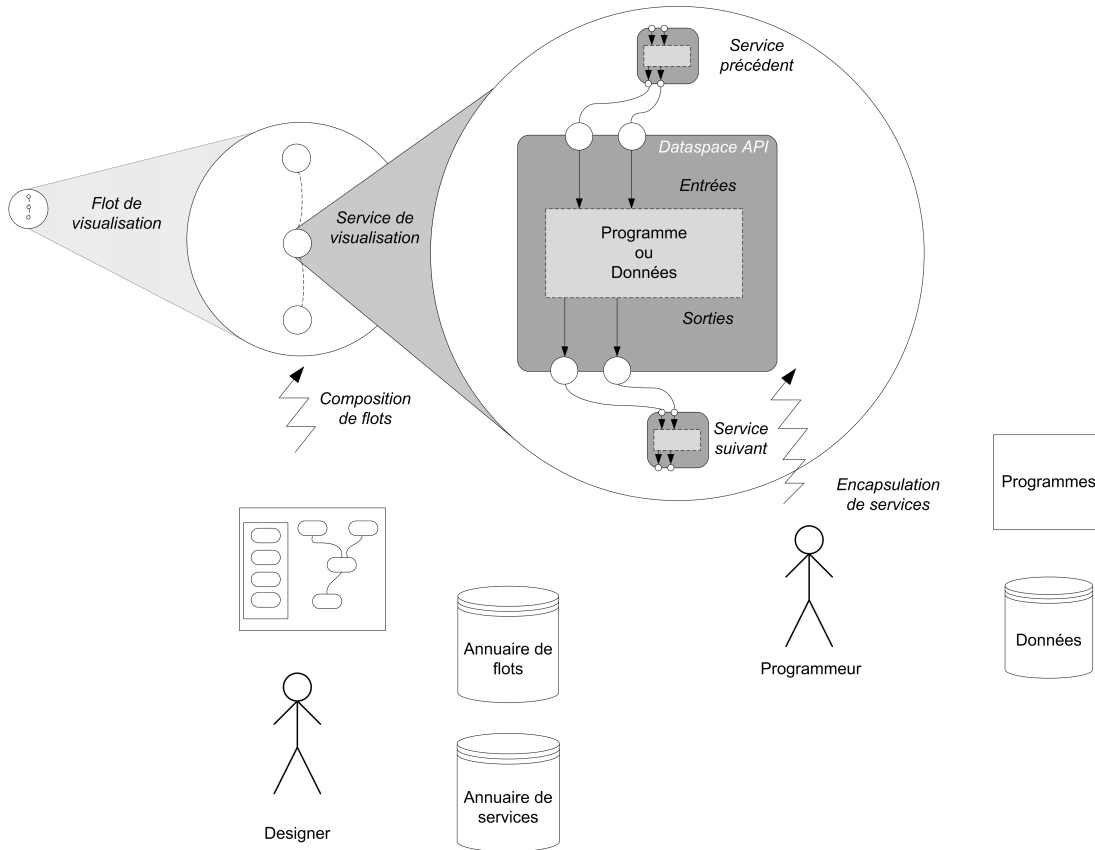 Service
précédent
Dataspace API
Entrées
Flot de
visualisation
Service de
visualisation
Programme
ou
Données
Sorties
Composition
de flots
Service
suivant
Encapsulation
de services
Programmes
Annuaire de
flots
Données
Programmeur
Annuaire de
services
Designer